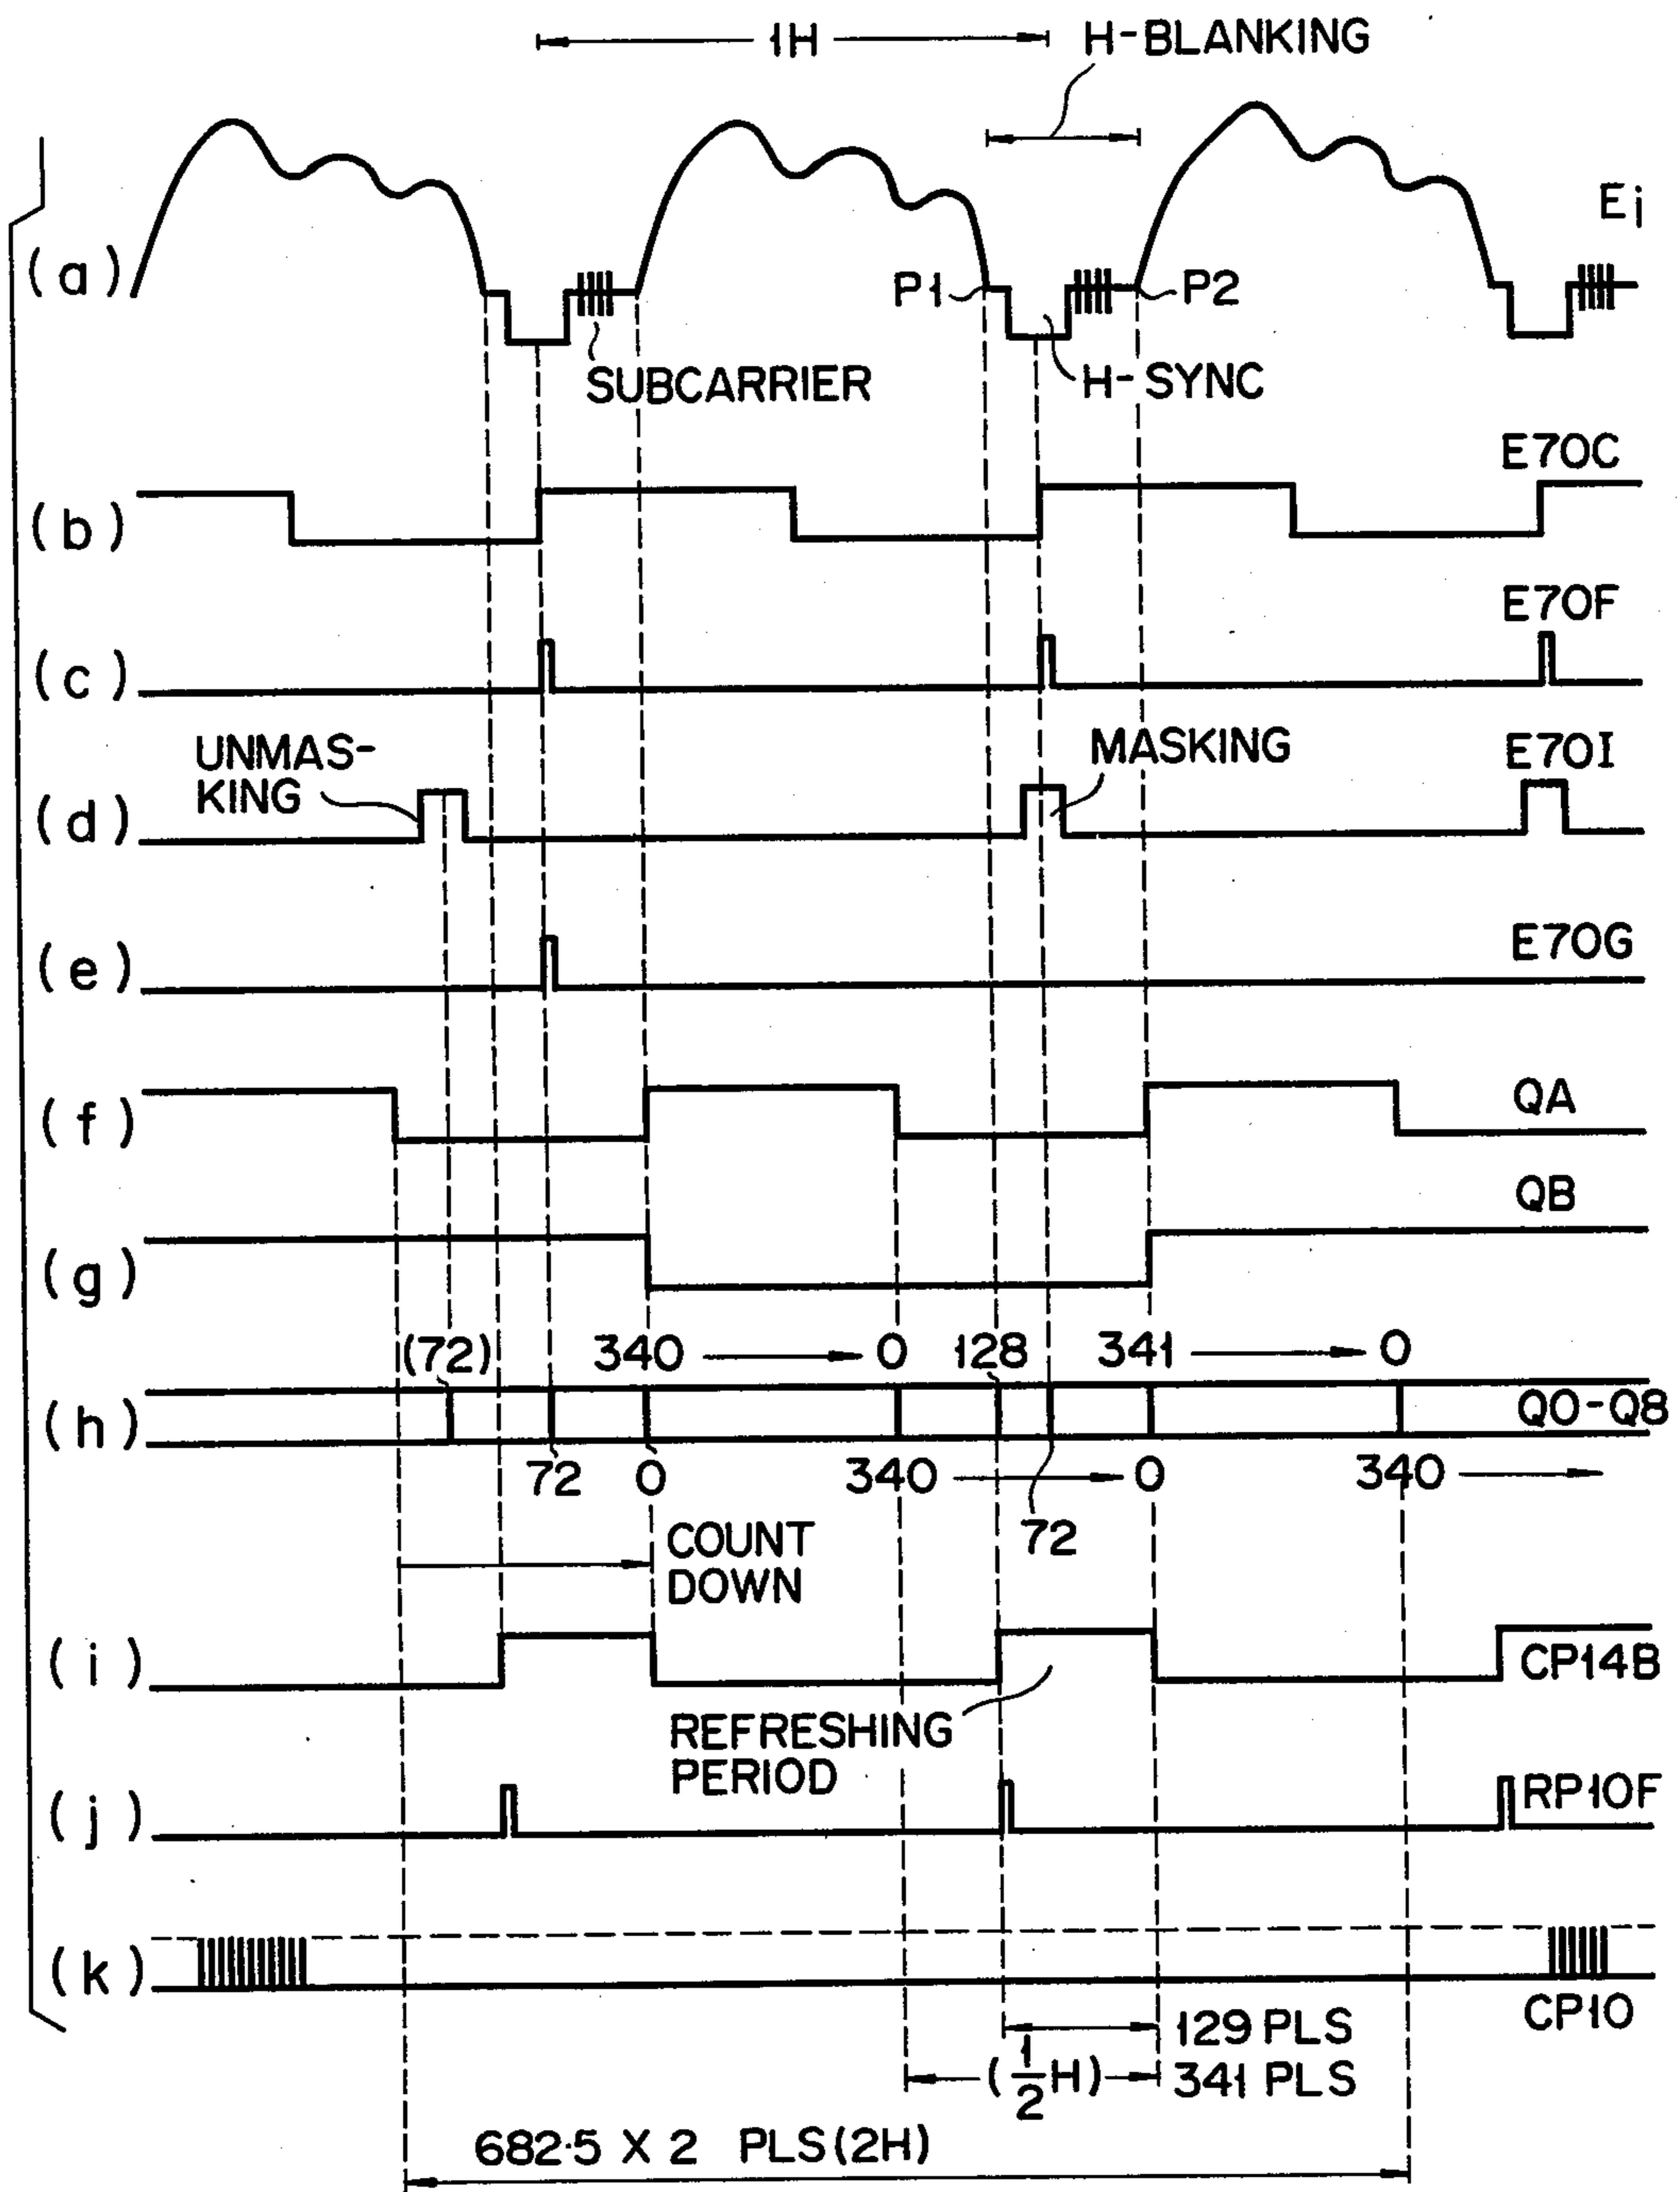 1H
H-BLANKING
(a)
Ei
P1
P2
SUBCARRIER
H-SYNC
E70C
(b)
E70F
(c)
UNMAS-
KING
MASKING
E70I
(d)
E70G
(e)
QA
(f)
QB
(g)
(72) 340 0 128 341 0
(h)
Q0-Q8
72 0 340 0 340
72
COUNT
DOWN
(i)
CP14B
REFRESHING
PERIOD
RP10F
(j)
(k)
CP10
129 PLS
(1/2H) 341 PLS
682.5 X 2 PLS(2H)